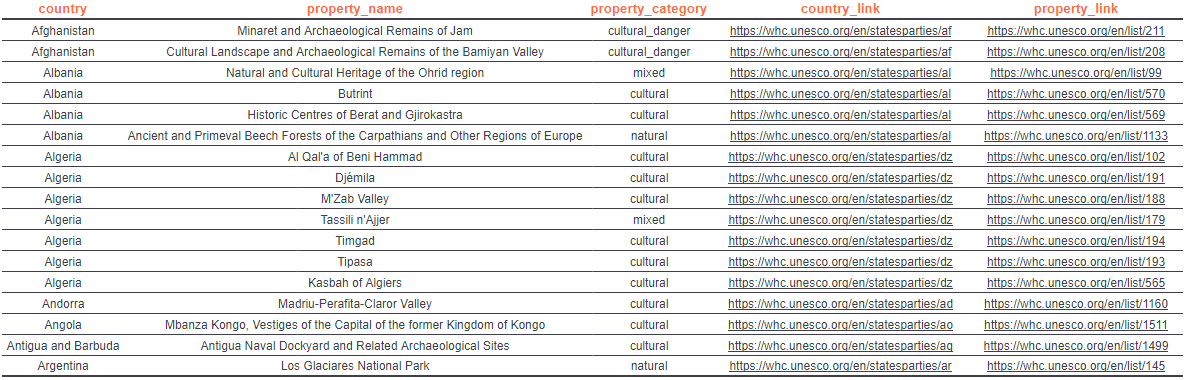 country property_name property_category country_link property_link
Afghanistan Minaret and Archaeological Remains of Jam cultural_danger https://whc.unesco.org/en/statesparties/af https://whc.unesco.org/en/list/211
Afghanistan Cultural Landscape and Archaeological Remains of the Bamiyan Valley cultural_danger https://whc.unesco.org/en/statesparties/af https://whc.unesco.org/en/list/208
Albania Natural and Cultural Heritage of the Ohrid region mixed https://whc.unesco.org/en/statesparties/al https://whc.unesco.org/en/list/99
Albania Butrint cultural https://whc.unesco.org/en/statesparties/al https://whc.unesco.org/en/list/570
Albania Historic Centres of Berat and Gjirokastra cultural https://whc.unesco.org/en/statesparties/al https://whc.unesco.org/en/list/569
Albania Ancient and Primeval Beech Forests of the Carpathians and Other Regions of Europe natural https://whc.unesco.org/en/statesparties/al https://whc.unesco.org/en/list/1133
Algeria Al Qal'a of Beni Hammad cultural https://whc.unesco.org/en/statesparties/dz https://whc.unesco.org/en/list/102
Algeria Djémila cultural https://whc.unesco.org/en/statesparties/dz https://whc.unesco.org/en/list/191
Algeria M'Zab Valley cultural https://whc.unesco.org/en/statesparties/dz https://whc.unesco.org/en/list/188
Algeria Tassili n'Ajjer mixed https://whc.unesco.org/en/statesparties/dz https://whc.unesco.org/en/list/179
Algeria Timgad cultural https://whc.unesco.org/en/statesparties/dz https://whc.unesco.org/en/list/194
Algeria Tipasa cultural https://whc.unesco.org/en/statesparties/dz https://whc.unesco.org/en/list/193
Algeria Kasbah of Algiers cultural https://whc.unesco.org/en/statesparties/dz https://whc.unesco.org/en/list/565
Andorra Madriu-Perafita-Claror Valley cultural https://whc.unesco.org/en/statesparties/ad https://whc.unesco.org/en/list/1160
Angola Mbanza Kongo, Vestiges of the Capital of the former Kingdom of Kongo cultural https://whc.unesco.org/en/statesparties/ao https://whc.unesco.org/en/list/1511
Antigua and Barbuda Antigua Naval Dockyard and Related Archaeological Sites cultural https://whc.unesco.org/en/statesparties/ag https://whc.unesco.org/en/list/1499
Argentina Los Glaciares National Park natural https://whc.unesco.org/en/statesparties/ar https://whc.unesco.org/en/list/145